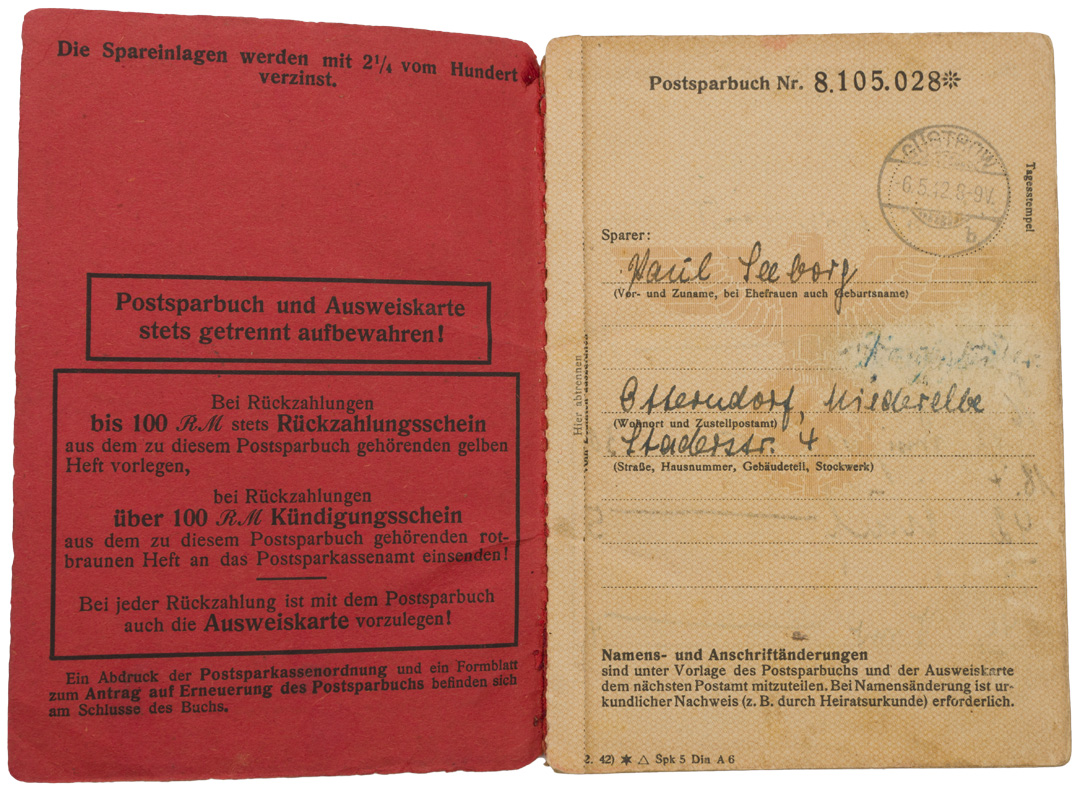 Die Spareinlagen werden mit 2¼ vom Hundert
verzinst.
Postsparbuch und Ausweiskarte
stets getrennt aufbewahren!
Bei Rückzahlungen
bis 100 RM stets Rückzahlungsschein
aus dem zu diesem Postsparbuch gehörenden gelben
Heft vorlegen,
bei Rückzahlungen
über 100 RM Kündigungsschein
aus dem zu diesem Postsparbuch gehörenden rot-
braunen Heft an das Postsparkassenamt einsenden!
Bei jeder Rückzahlung ist mit dem Postsparbuch
auch die Ausweiskarte vorzulegen!
Ein Abdruck der Postsparkassenordnung und ein Formblatt
zum Antrag auf Erneuerung des Postsparbuchs befinden sich
am Schlusse des Buchs.
Postsparbuch Nr. 8.105.028*
GÜSTROW
6.5.42.8-9V.
b
Tagesstempel
Sparer:
Paul Seeborg
(Vor- und Zuname, bei Ehefrauen auch Geburtsname)
Hier abtrennen
Otterndorf, Niederelbe
(Wohnort und Zustellpostamt)
Staderstr. 4
(Straße, Hausnummer, Gebäudeteil, Stockwerk)
Namens- und Anschriftänderungen
sind unter Vorlage des Postsparbuchs und der Ausweiskarte
dem nächsten Postamt mitzuteilen. Bei Namensänderung ist ur-
kundlicher Nachweis (z. B. durch Heiratsurkunde) erforderlich.
2. 42) ✶ △ Spk 5 Din A 6